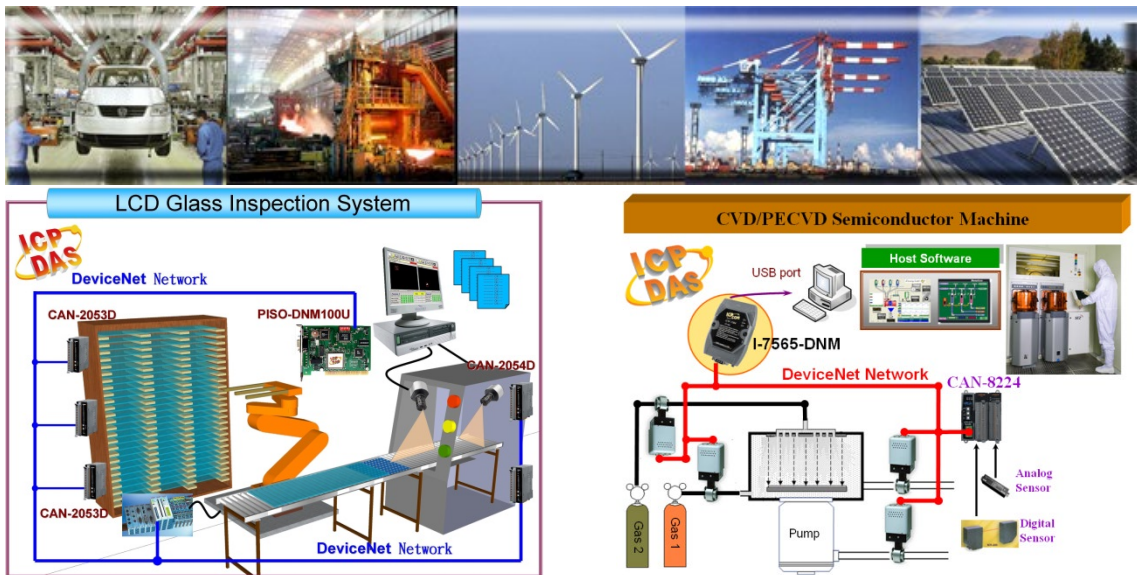 LCD Glass Inspection System
ICP
DAS
DeviceNet Network
CAN-2053D
PISO-DNM100U
CAN-2054D
CAN-2053D
DeviceNet Network
CVD/PECVD Semiconductor Machine
ICP
DAS
USB port
Host Software
I-7565-DNM
DeviceNet Network
CAN-8224
Analog
Sensor
Digital
Sensor
Gas 2
Gas 1
Pump